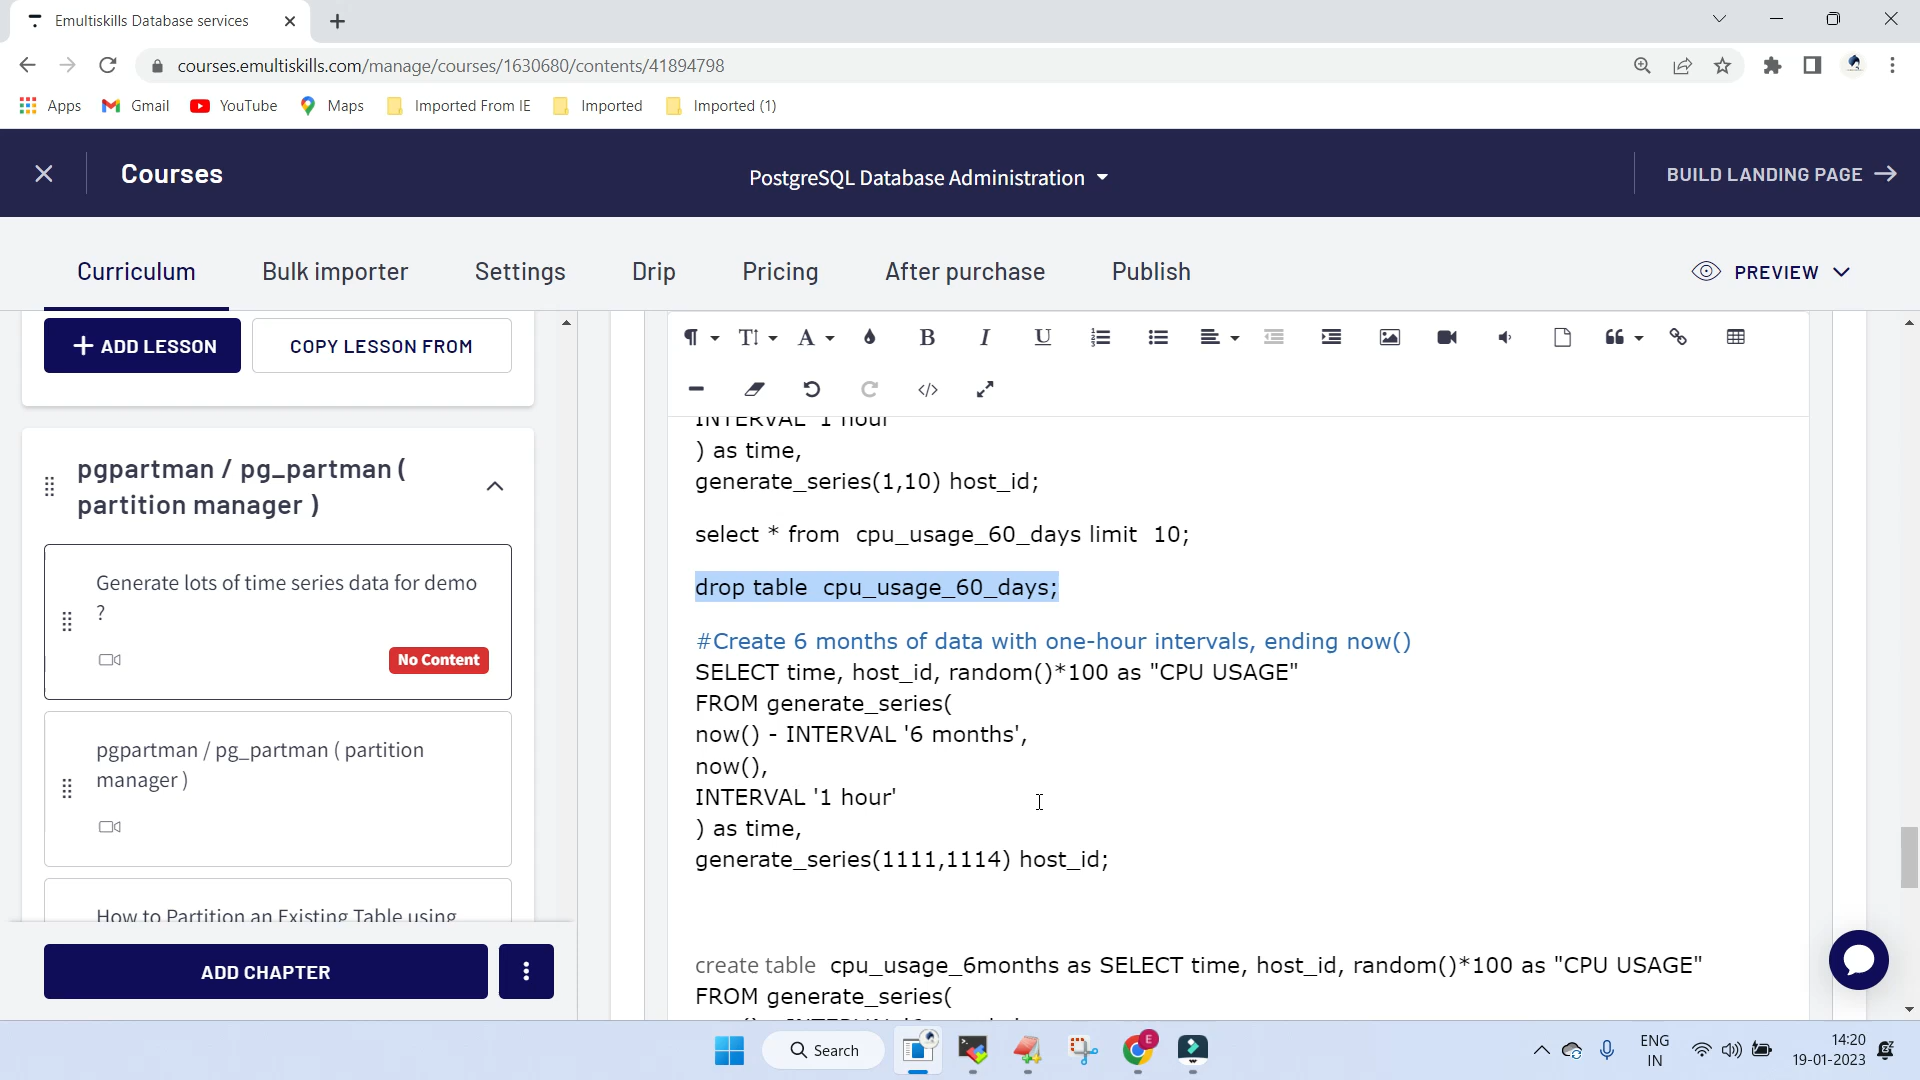 Emultiskills Database services
courses.emultiskills.com/manage/courses/1630680/contents/41894798
Apps
Gmail
YouTube
Maps
Imported From IE
Imported
Imported (1)
Courses
PostgreSQL Database Administration
BUILD LANDING PAGE
Curriculum
Bulk importer
Settings
Drip
Pricing
After purchase
Publish
PREVIEW
+ ADD LESSON
COPY LESSON FROM
pgpartman / pg_partman (
partition manager )
Generate lots of time series data for demo
?
No Content
pgpartman / pg_partman ( partition
manager )
How to Partition an Existing Table using
ADD CHAPTER
INTERVAL '1 hour'
) as time,
generate_series(1,10) host_id;
select * from  cpu_usage_60_days limit  10;
drop table  cpu_usage_60_days;
#Create 6 months of data with one-hour intervals, ending now()
SELECT time, host_id, random()*100 as "CPU USAGE"
FROM generate_series(
now() - INTERVAL '6 months',
now(),
INTERVAL '1 hour'
) as time,
generate_series(1111,1114) host_id;
create table  cpu_usage_6months as SELECT time, host_id, random()*100 as "CPU USAGE"
FROM generate_series(
Search
ENG
IN
14:20
19-01-2023